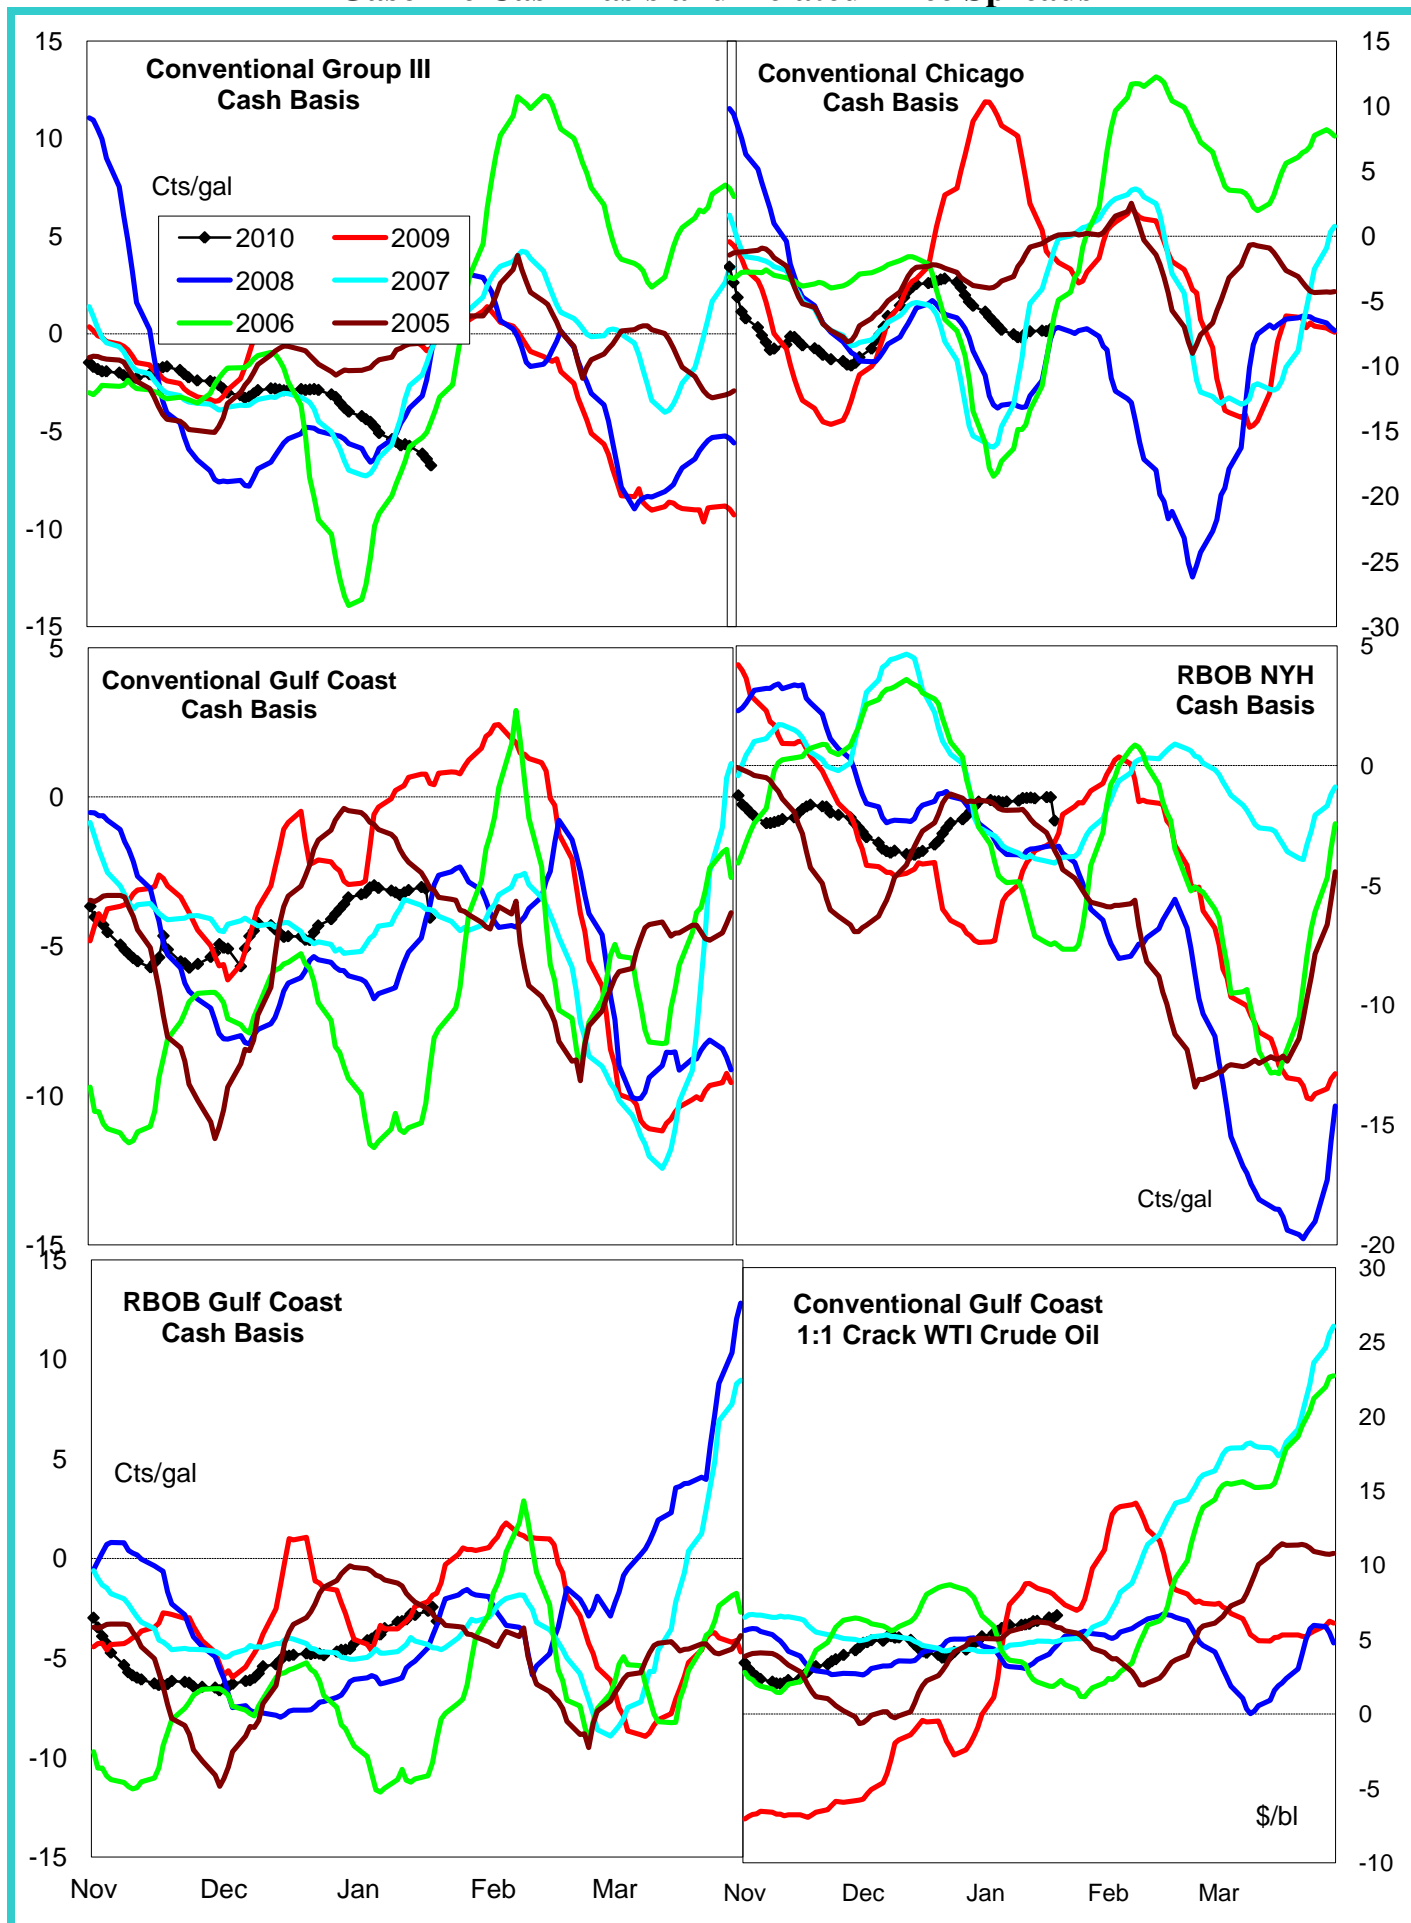 Spreads
15
10
5
0
-5
-10
-15
Conventional Group III
Cash Basis
Cts/gal
2010
2009
2008
2007
2006
2005
Conventional Chicago
Cash Basis
15
10
5
0
-5
-10
-15
-20
-25
-30
5
0
-5
-10
-15
Conventional Gulf Coast
Cash Basis
RBOB NYH
Cash Basis
Cts/gal
5
0
-5
-10
-15
-20
15
10
5
0
-5
-10
-15
RBOB Gulf Coast
Cash Basis
Cts/gal
Nov
Dec
Jan
Feb
Mar
Conventional Gulf Coast
1:1 Crack WTI Crude Oil
$/bl
30
25
20
15
10
5
0
-5
-10
Nov
Dec
Jan
Feb
Mar